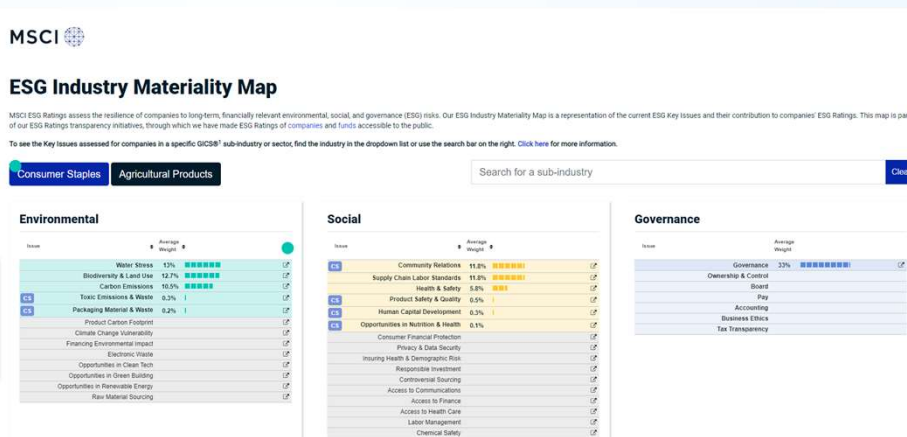 MSCI
ESG Industry Materiality Map
MSCI ESG Ratings assess the resilience of companies to long-term, financially relevant environmental, social, and governance (ESG) risks. Our ESG Industry Materiality Map is a representation of the current ESG Key Issues and their contribution to companies' ESG Ratings. This map is par
of our ESG Ratings transparency initiatives, through which we have made ESG Ratings of companies and funds accessible to the public.
To see the Key Issues assessed for companies in a specific GICS®1 sub-industry or sector, find the industry in the dropdown list or use the search bar on the right. Click here for more information.
Consumer Staples
Agricultural Products
Search for a sub-industry
Clea
Environmental
Issue Average Weight
Water Stress 13%
Biodiversity & Land Use 12.7%
Carbon Emissions 10.5%
CS Toxic Emissions & Waste 0.3%
CS Packaging Material & Waste 0.2%
Product Carbon Footprint
Climate Change Vulnerability
Financing Environmental Impact
Electronic Waste
Opportunities in Clean Tech
Opportunities in Green Building
Opportunities in Renewable Energy
Raw Material Sourcing
Social
Issue Average Weight
CS Community Relations 11.8%
Supply Chain Labor Standards 11.8%
Health & Safety 5.8%
CS Product Safety & Quality 0.5%
CS Human Capital Development 0.3%
CS Opportunities in Nutrition & Health 0.1%
Consumer Financial Protection
Privacy & Data Security
Insuring Health & Demographic Risk
Responsible Investment
Controversial Sourcing
Access to Communications
Access to Finance
Access to Health Care
Labor Management
Chemical Safety
Governance
Issue Average Weight
Governance 33%
Ownership & Control
Board
Pay
Accounting
Business Ethics
Tax Transparency